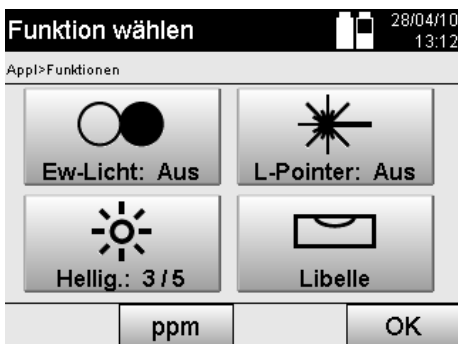 Funktion wählen
28/04/10
13:12
Appl>Funktionen
Ew-Licht: Aus
L-Pointer: Aus
Hellig.: 3/5
Libelle
ppm
OK